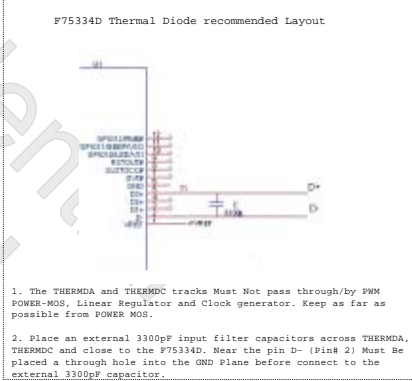 F75334D Thermal Diode recommended Layout
U1
D+
D-
1. The THERMDA and THERMDC tracks Must Not pass through/by PWM
POWER-MOS, Linear Regulator and Clock generator. Keep as far as
possible from POWER MOS.
2. Place an external 3300pF input filter capacitors across THERMDA,
THERMDC and close to the F75334D. Near the pin D- (Pin# 2) Must Be
placed a through hole into the GND Plane before connect to the
external 3300pF capacitor.